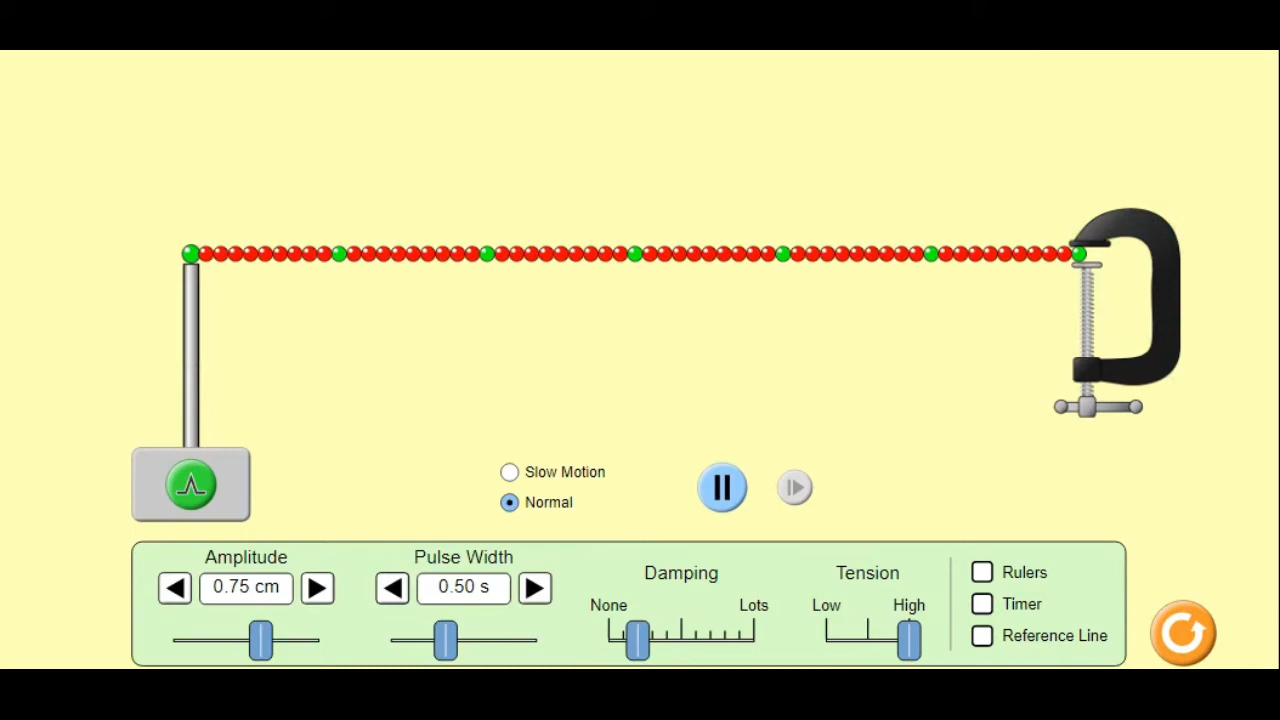 Slow Motion
Normal
Amplitude
0.75 cm
Pulse Width
0.50 s
Damping
None
Lots
Tension
Low
High
Rulers
Timer
Reference Line